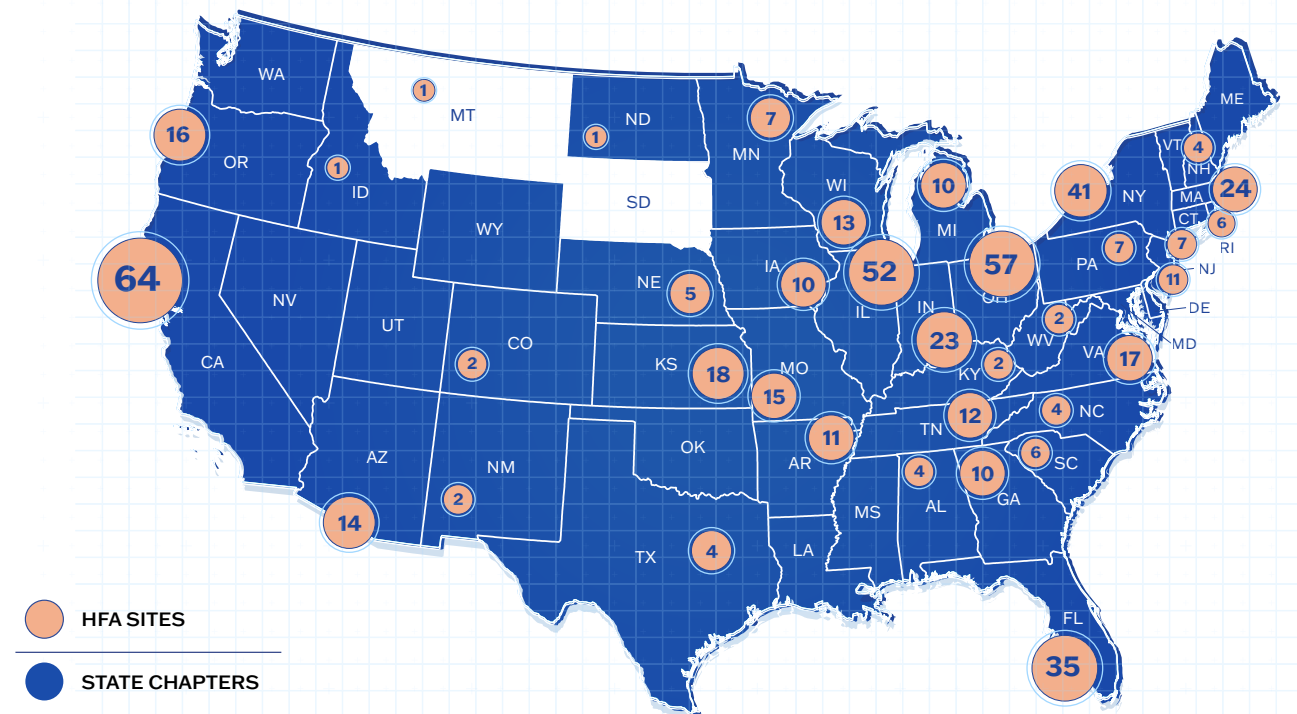 WA
MT
1
ND
1
7
MN
ME
16
OR
1
ID
SD
WI
13
10
MI
41
NY
VT
4
NH
MA
24
CT
6
RI
WY
64
NV
UT
CO
2
NE
5
IA
10
52
IL
IN
57
OH
PA
7
7
NJ
11
DE
MD
CA
KS
18
MO
15
23
KY
2
WV
2
VA
17
AZ
14
NM
2
OK
AR
11
TN
12
4
NC
6
SC
TX
4
LA
MS
4
AL
10
GA
FL
35
HFA SITES
STATE CHAPTERS